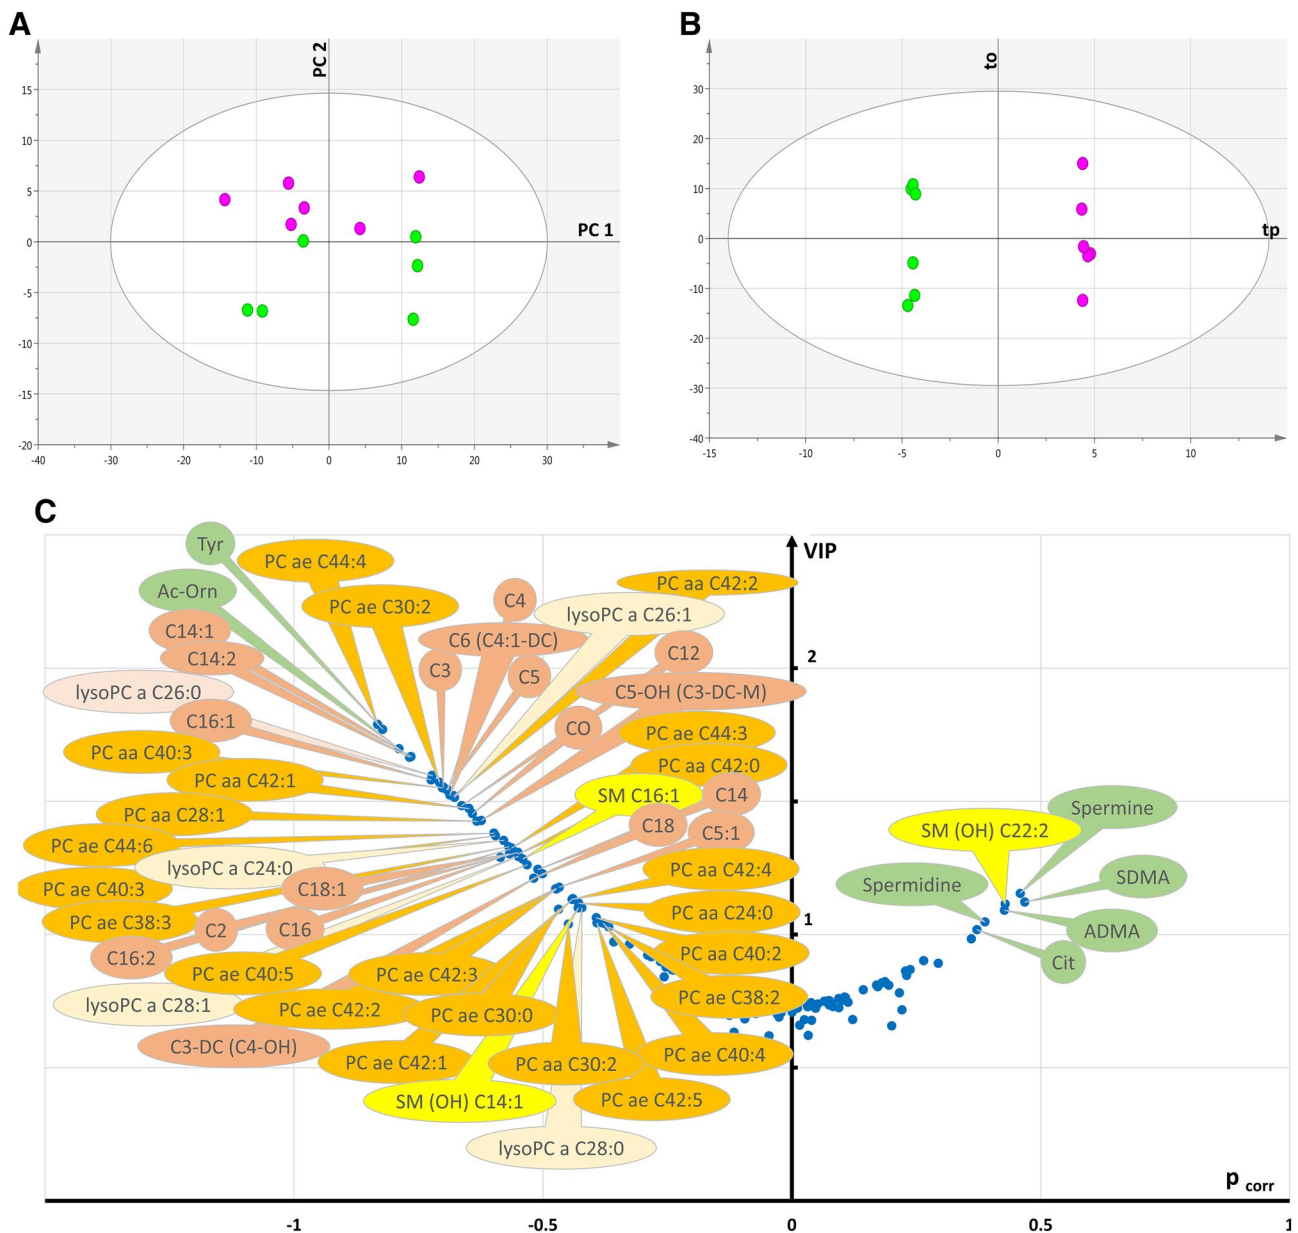 A
PC 2
15
10
5
0
-5
-10
-15
-20
-40
-30
-20
-10
0
10
20
30
PC 1
B
to
30
20
10
0
-10
-20
-30
-40
-15
-10
-5
0
5
10
tp
C
VIP
2
1
Tyr
PC ae C44:4
Ac-Orn
PC ae C30:2
C14:1
C14:2
lysoPC a C26:0
C16:1
PC aa C40:3
PC aa C42:1
PC aa C28:1
PC ae C44:6
lysoPC a C24:0
PC ae C40:3
C18:1
PC ae C38:3
C2
C16
C16:2
PC ae C40:5
lysoPC a C28:1
PC ae C42:2
C3-DC (C4-OH)
PC ae C42:3
PC ae C30:0
PC ae C42:1
SM (OH) C14:1
PC aa C30:2
lysoPC a C28:0
PC ae C42:5
PC ae C40:4
PC ae C38:2
PC aa C40:2
PC aa C24:0
PC aa C42:4
C5:1
C18
C14
SM C16:1
PC aa C42:0
PC ae C44:3
CO
C5-OH (C3-DC-M)
C12
C5
C3
C6 (C4:1-DC)
C4
lysoPC a C26:1
PC aa C42:2
Spermine
SM (OH) C22:2
Spermidine
SDMA
ADMA
Cit
p corr
-1
-0.5
0
0.5
1